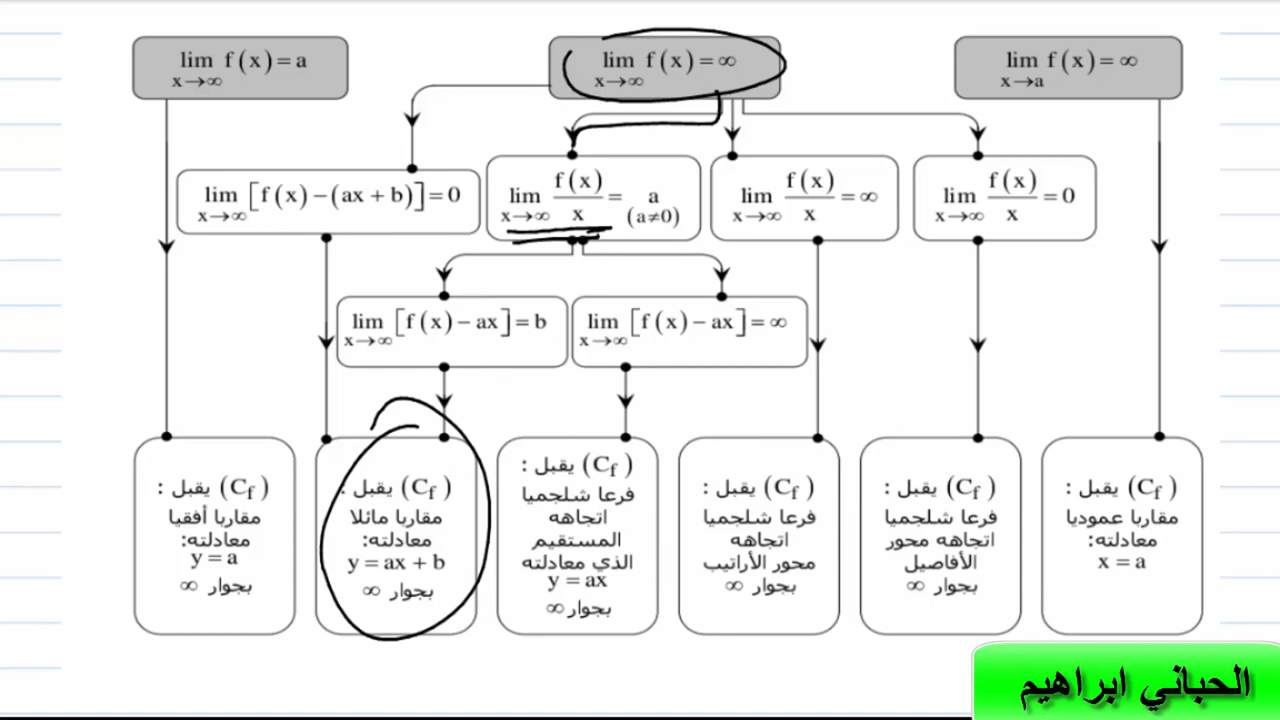 lim f(x) = a
x→∞
lim f(x) = ∞
x→∞
lim f(x) = ∞
x→a
lim [f(x) − (ax + b)] = 0
x→∞
lim f(x)/x = a
x→∞ (a≠0)
lim f(x)/x = ∞
x→∞
lim f(x)/x = 0
x→∞
lim [f(x) − ax] = b
x→∞
lim [f(x) − ax] = ∞
x→∞
(Cf) يقبل :
مقاربا عموديا
معادلته:
x = a
(Cf) يقبل :
فرعا شلجميا
اتجاهه محور
الأفاصيل
بجوار ∞
(Cf) يقبل :
فرعا شلجميا
اتجاهه
محور الأراتيب
بجوار ∞
(Cf) يقبل :
فرعا شلجميا
اتجاهه
المستقيم
الذي معادلته
y = ax
بجوار ∞
(Cf) يقبل :
مقاربا مائلا
معادلته:
y = ax + b
بجوار ∞
(Cf) يقبل :
مقاربا أفقيا
معادلته:
y = a
بجوار ∞
الحباني ابراهيم